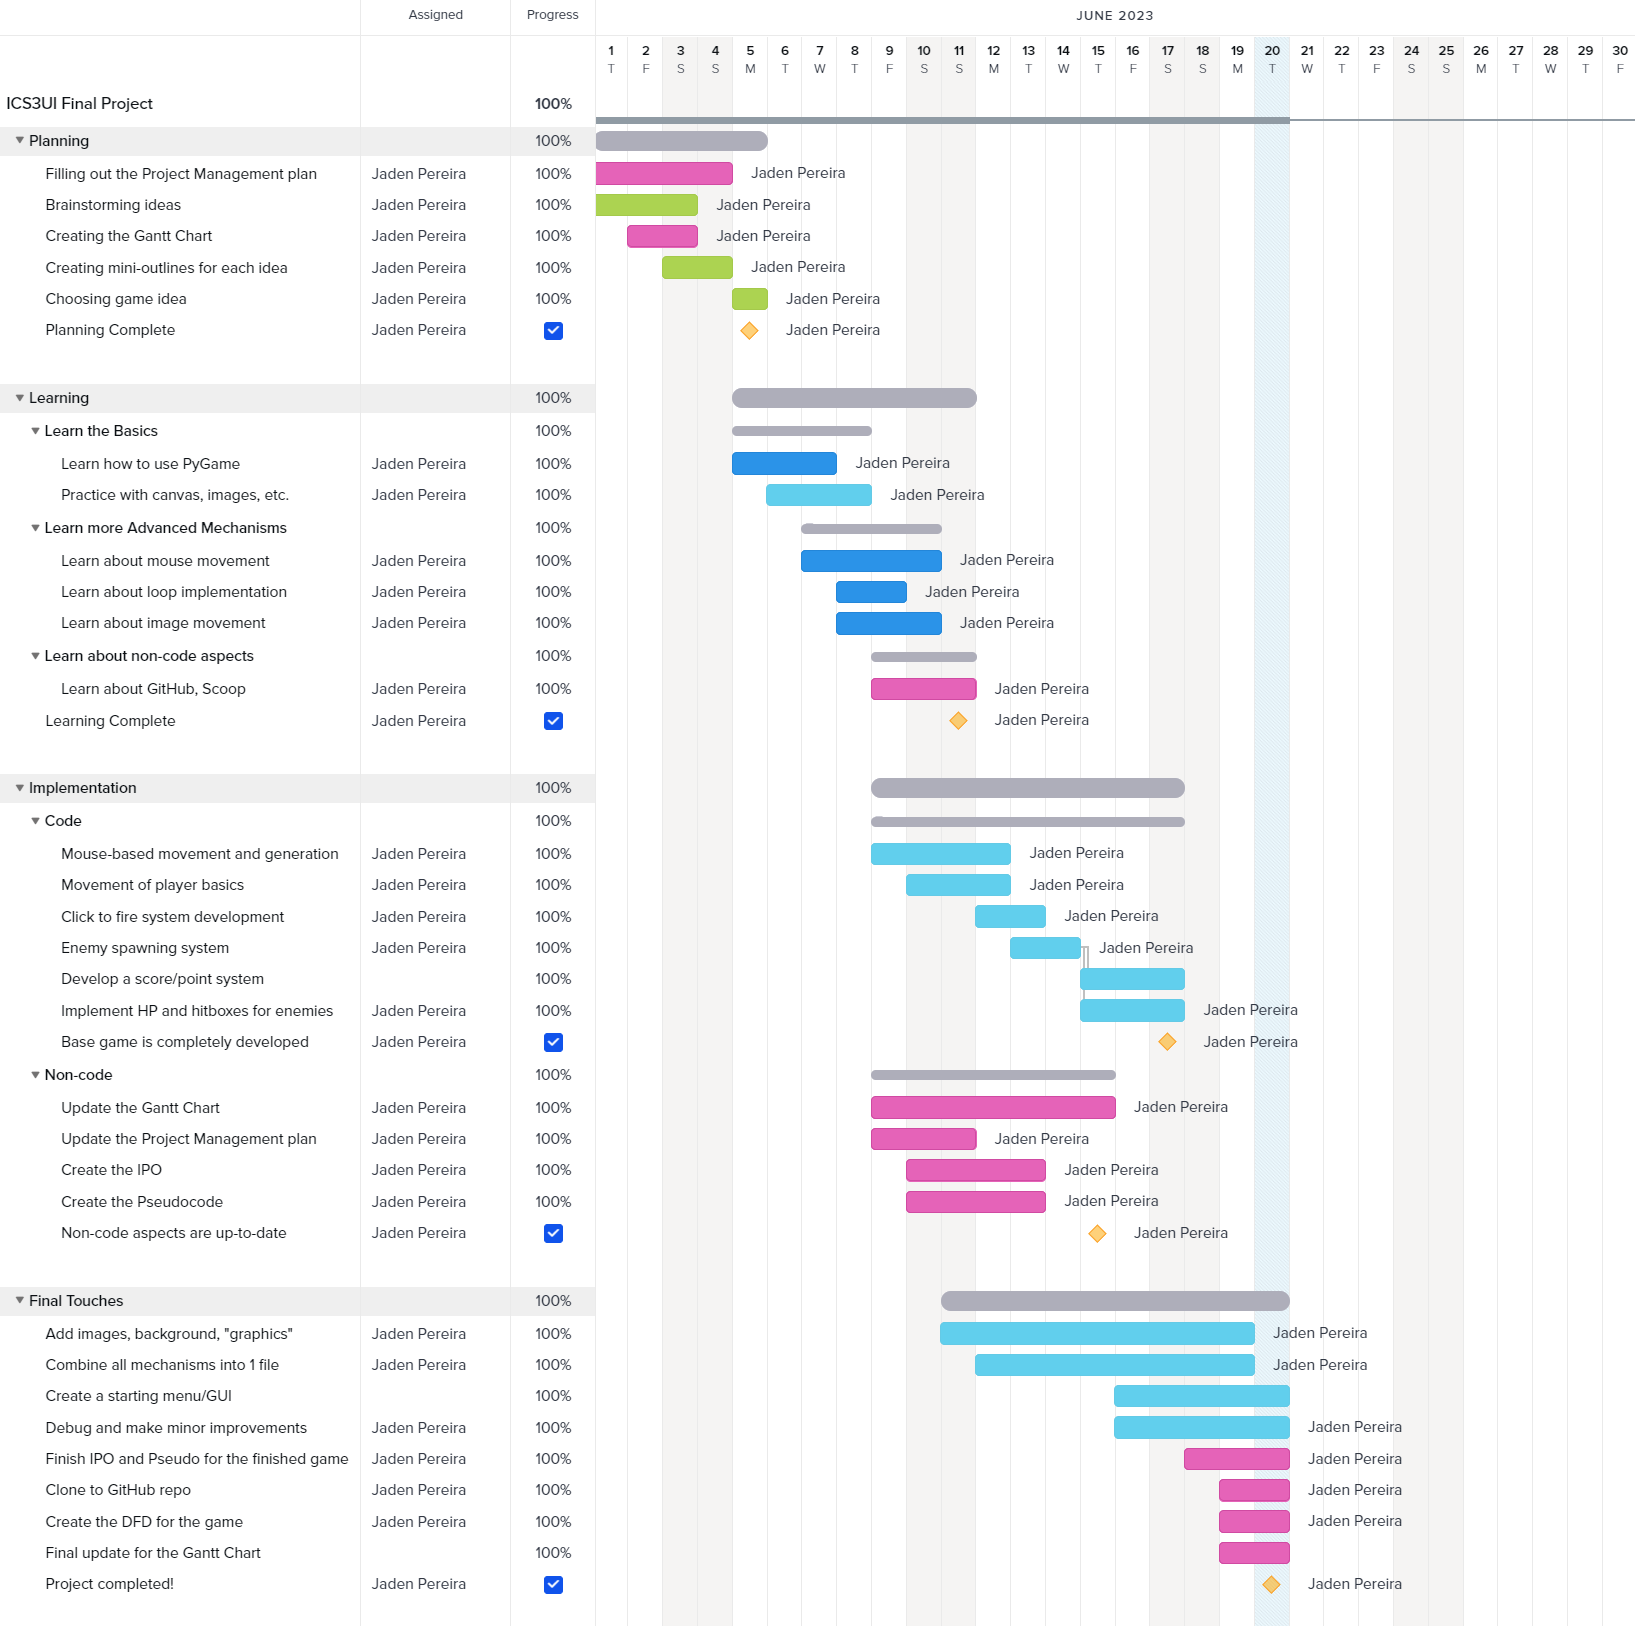 Assigned Progress JUNE 2023
1 2 3 4 5 6 7 8 9 10 11 12 13 14 15 16 17 18 19 20 21 22 23 24 25 26 27 28 29 30
T F S S M T W T F S S M T W T F S S M T W T F S S M T W T F
ICS3UI Final Project 100%
Planning 100%
Filling out the Project Management plan Jaden Pereira 100% Jaden Pereira
Brainstorming ideas Jaden Pereira 100% Jaden Pereira
Creating the Gantt Chart Jaden Pereira 100% Jaden Pereira
Creating mini-outlines for each idea Jaden Pereira 100% Jaden Pereira
Choosing game idea Jaden Pereira 100% Jaden Pereira
Planning Complete Jaden Pereira Jaden Pereira
Learning 100%
Learn the Basics 100%
Learn how to use PyGame Jaden Pereira 100% Jaden Pereira
Practice with canvas, images, etc. Jaden Pereira 100% Jaden Pereira
Learn more Advanced Mechanisms 100%
Learn about mouse movement Jaden Pereira 100% Jaden Pereira
Learn about loop implementation Jaden Pereira 100% Jaden Pereira
Learn about image movement Jaden Pereira 100% Jaden Pereira
Learn about non-code aspects 100%
Learn about GitHub, Scoop Jaden Pereira 100% Jaden Pereira
Learning Complete Jaden Pereira Jaden Pereira
Implementation 100%
Code 100%
Mouse-based movement and generation Jaden Pereira 100% Jaden Pereira
Movement of player basics Jaden Pereira 100% Jaden Pereira
Click to fire system development Jaden Pereira 100% Jaden Pereira
Enemy spawning system Jaden Pereira 100% Jaden Pereira
Develop a score/point system 100%
Implement HP and hitboxes for enemies Jaden Pereira 100% Jaden Pereira
Base game is completely developed Jaden Pereira Jaden Pereira
Non-code 100%
Update the Gantt Chart Jaden Pereira 100% Jaden Pereira
Update the Project Management plan Jaden Pereira 100% Jaden Pereira
Create the IPO Jaden Pereira 100% Jaden Pereira
Create the Pseudocode Jaden Pereira 100% Jaden Pereira
Non-code aspects are up-to-date Jaden Pereira Jaden Pereira
Final Touches 100%
Add images, background, "graphics" Jaden Pereira 100% Jaden Pereira
Combine all mechanisms into 1 file Jaden Pereira 100% Jaden Pereira
Create a starting menu/GUI 100%
Debug and make minor improvements Jaden Pereira 100% Jaden Pereira
Finish IPO and Pseudo for the finished game Jaden Pereira 100% Jaden Pereira
Clone to GitHub repo Jaden Pereira 100% Jaden Pereira
Create the DFD for the game Jaden Pereira 100% Jaden Pereira
Final update for the Gantt Chart 100%
Project completed! Jaden Pereira Jaden Pereira